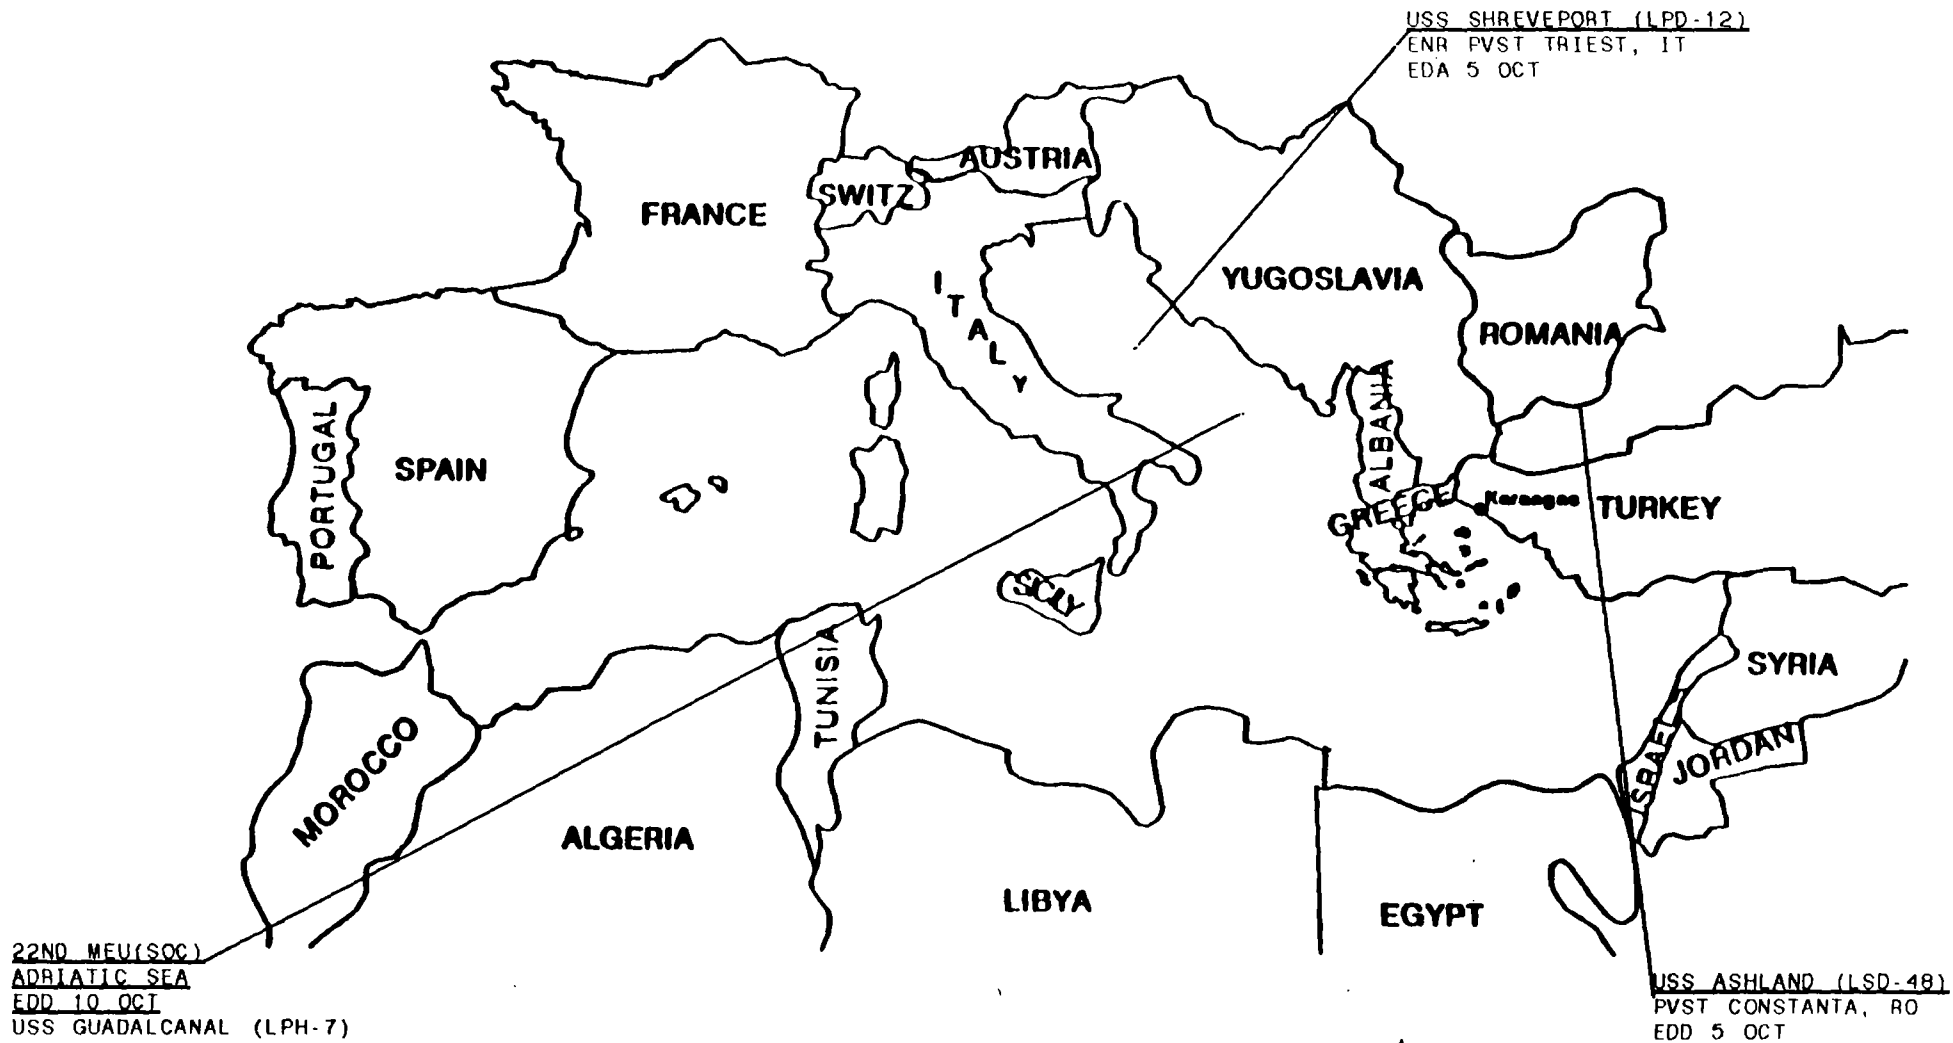 USS SHREVEPORT (LPD-12)
ENR PVST TRIEST, IT
EDA 5 OCT
AUSTRIA
SWITZ
FRANCE
ITALY
YUGOSLAVIA
ROMANIA
ALBANIA
PORTUGAL
SPAIN
GREECE
Karaagac
TURKEY
SICILY
TUNISIA
SYRIA
MOROCCO
ISRAEL
JORDAN
ALGERIA
LIBYA
EGYPT
22ND MEU(SOC)
ADRIATIC SEA
EDD 10 OCT
USS GUADALCANAL (LPH-7)
USS ASHLAND (LSD-48)
PVST CONSTANTA, RO
EDD 5 OCT